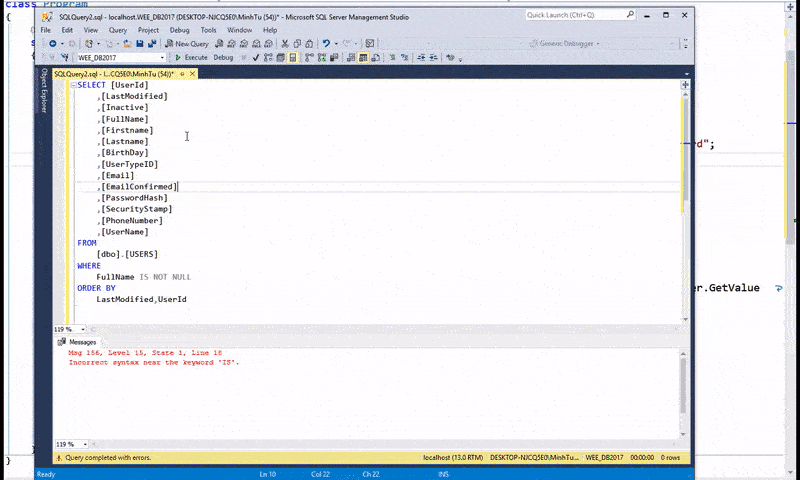 class Program
SQLQuery2.sql - localhost.WEE_DB2017 (DESKTOP-NJCQ5E0\MinhTu (54))* - Microsoft SQL Server Management Studio
Quick Launch (Ctrl+Q)
File Edit View Query Project Debug Tools Window Help
New Query
Generic Debugger
WEE_DB2017
Execute Debug
SQLQuery2.sql - L...CQ5E0\MinhTu (54))*
Object Explorer
SELECT [UserId]
,[LastModified]
,[Inactive]
,[FullName]
,[Firstname]
,[Lastname]
d";
,[BirthDay]
,[UserTypeID]
,[Email]
,[EmailConfirmed]
,[PasswordHash]
,[SecurityStamp]
,[PhoneNumber]
,[UserName]
FROM
[dbo].[USERS]
WHERE
FullName IS NOT NULL
ORDER BY
er.GetValue
LastModified,UserId
119 %
Messages
Msg 156, Level 15, State 1, Line 18
Incorrect syntax near the keyword 'IS'.
119 %
Query completed with errors.
localhost (13.0 RTM) DESKTOP-NJCQ5E0\MinhTu... WEE_DB2017 00:00:00 0 rows
Ready Ln 10 Col 22 Ch 22 INS
}